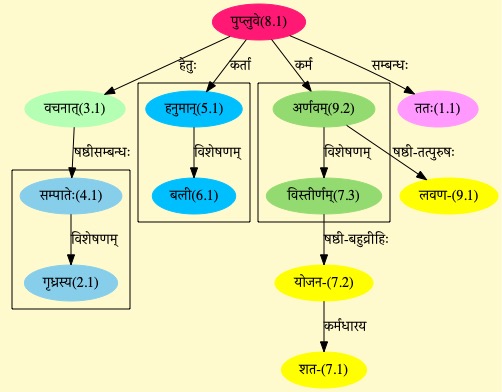 पुप्लुवे(8.1)
हेतुः कर्ता कर्म सम्बन्धः
वचनात्(3.1) हनुमान्(5.1) अर्णवम्(9.2) ततः(1.1)
षष्ठीसम्बन्धः विशेषणम् विशेषणम् षष्ठी-तत्पुरुषः
सम्पातेः(4.1) बली(6.1) विस्तीर्णम्(7.3) लवण-(9.1)
विशेषणम् षष्ठी-बहुव्रीहिः
गृध्रस्य(2.1) योजन-(7.2)
कर्मधारय
शत-(7.1)